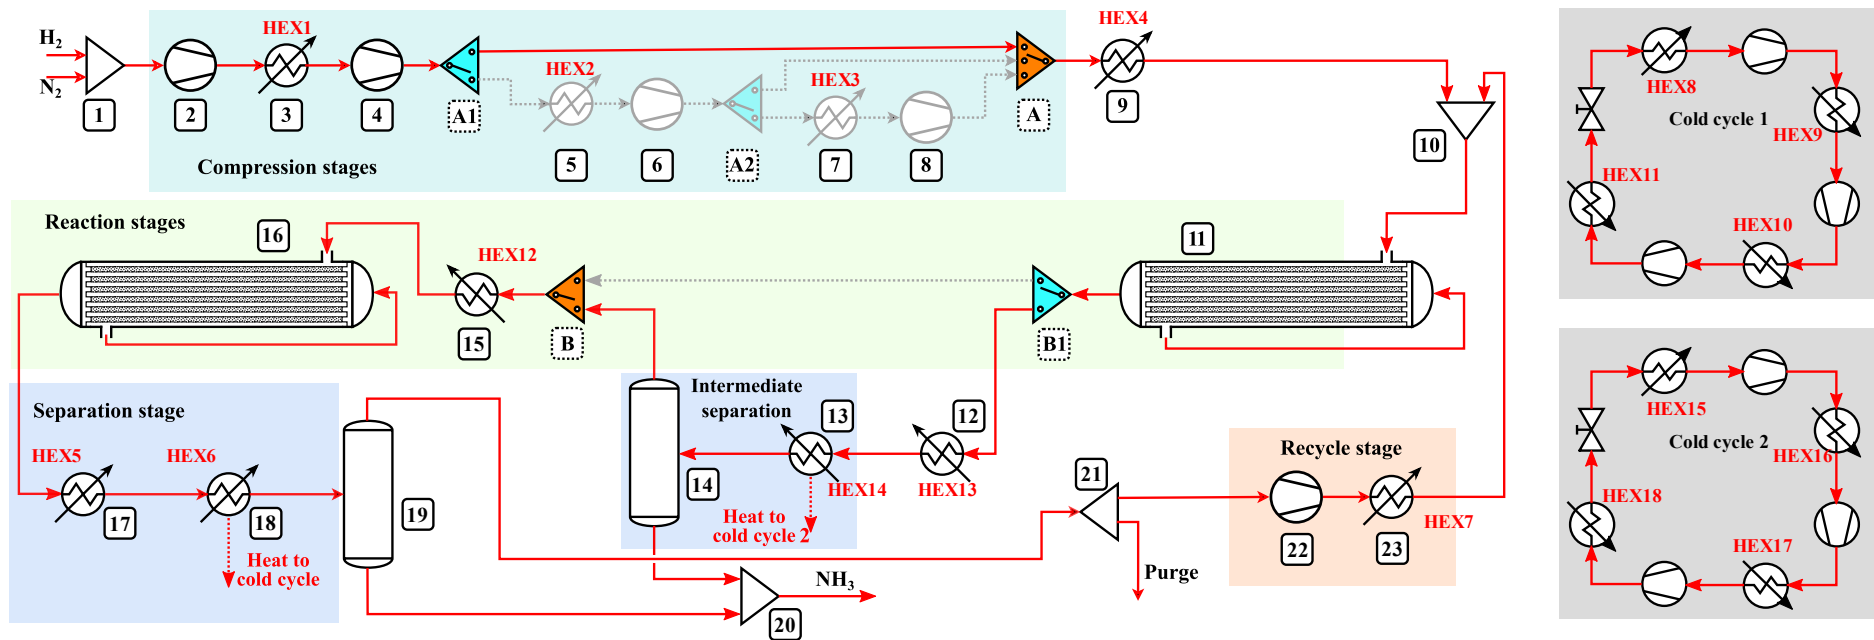 H2
N2
1
2
HEX1
3
4
A1
HEX2
5
6
A2
HEX3
7
8
A
HEX4
9
10
Compression stages
Reaction stages
16
HEX12
15
B
B1
11
Separation stage
HEX5
17
HEX6
18
Heat to
cold cycle
19
Intermediate
separation
13
14
HEX14
Heat to
cold cycle 2
12
HEX13
NH3
20
21
Purge
Recycle stage
22
23
HEX7
HEX8
Cold cycle 1
HEX9
HEX11
HEX10
HEX15
Cold cycle 2
HEX16
HEX18
HEX17